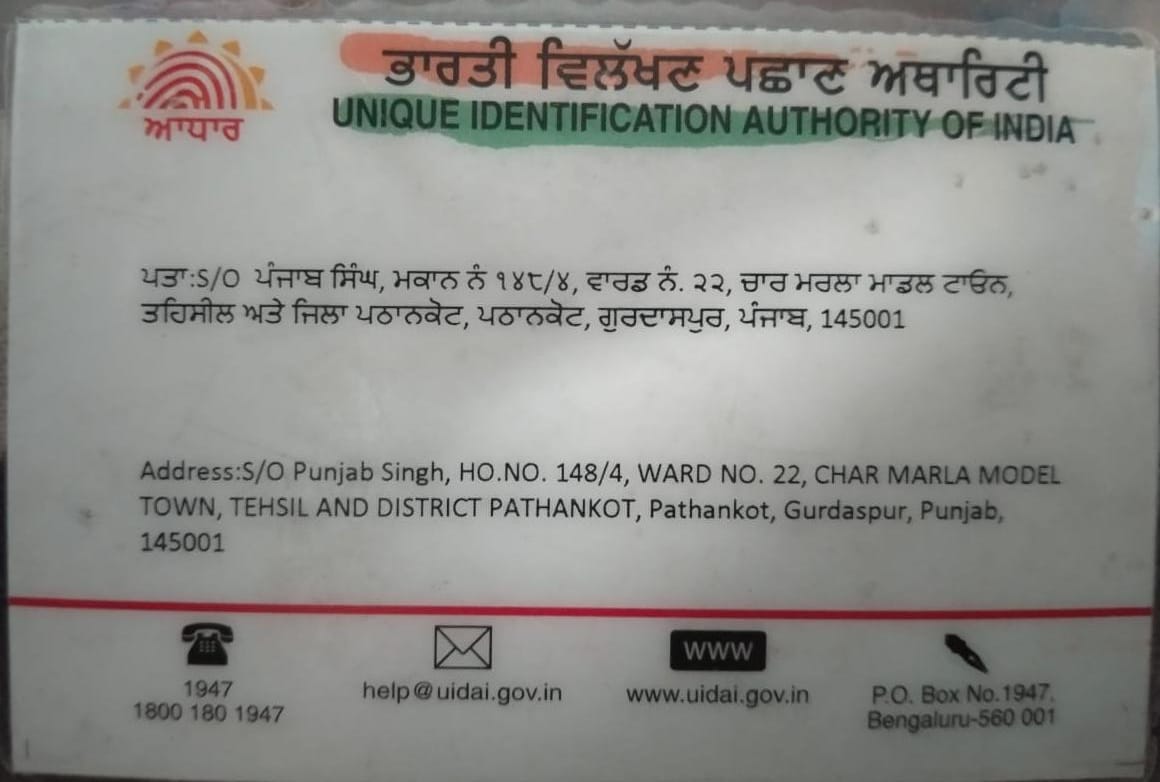 ਭਾਰਤੀ ਵਿਲੱਖਣ ਪਛਾਣ ਅਥਾਰਿਟੀ
ਆਧਾਰ
UNIQUE IDENTIFICATION AUTHORITY OF INDIA
ਪਤਾ:S/O ਪੰਜਾਬ ਸਿੰਘ, ਮਕਾਨ ਨੰ ੧੪੮/੪, ਵਾਰਡ ਨੰ. ੨੨, ਚਾਰ ਮਰਲਾ ਮਾਡਲ ਟਾਓਨ,
ਤਹਿਸੀਲ ਅਤੇ ਜਿਲਾ ਪਠਾਨਕੋਟ, ਪਠਾਨਕੋਟ, ਗੁਰਦਾਸਪੁਰ, ਪੰਜਾਬ, 145001
Address:S/O Punjab Singh, HO.NO. 148/4, WARD NO. 22, CHAR MARLA MODEL
TOWN, TEHSIL AND DISTRICT PATHANKOT, Pathankot, Gurdaspur, Punjab,
145001
1947
1800 180 1947
help@uidai.gov.in
WWW
www.uidai.gov.in
P.O. Box No.1947,
Bengaluru-560 001